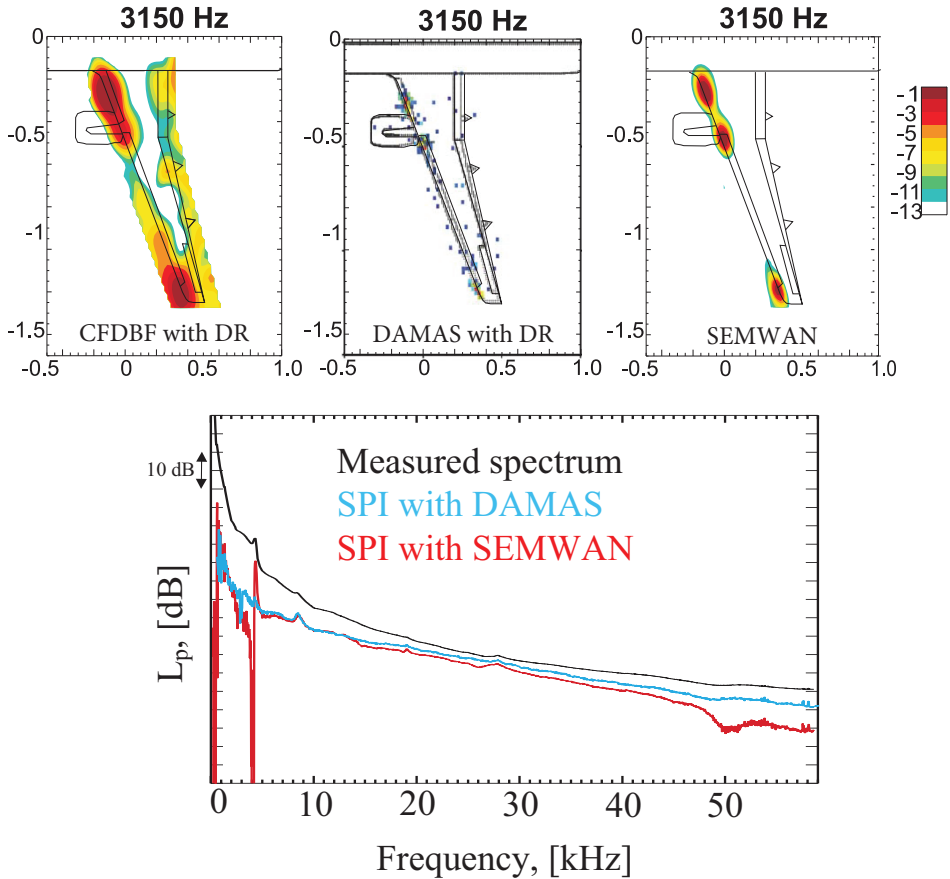 3150 Hz
3150 Hz
3150 Hz
0
-0.5
-1
-1.5
-0.5 0 0.5 1.0
CFDBF with DR
0
-0.5
-1
-1.5
-0.5 0 0.5 1.0
DAMAS with DR
0
-0.5
-1
-1.5
-0.5 0 0.5 1.0
SEMWAN
-1
-3
-5
-7
-9
-11
-13
10 dB
Measured spectrum
SPI with DAMAS
SPI with SEMWAN
Lp, [dB]
0 10 20 30 40 50
Frequency, [kHz]